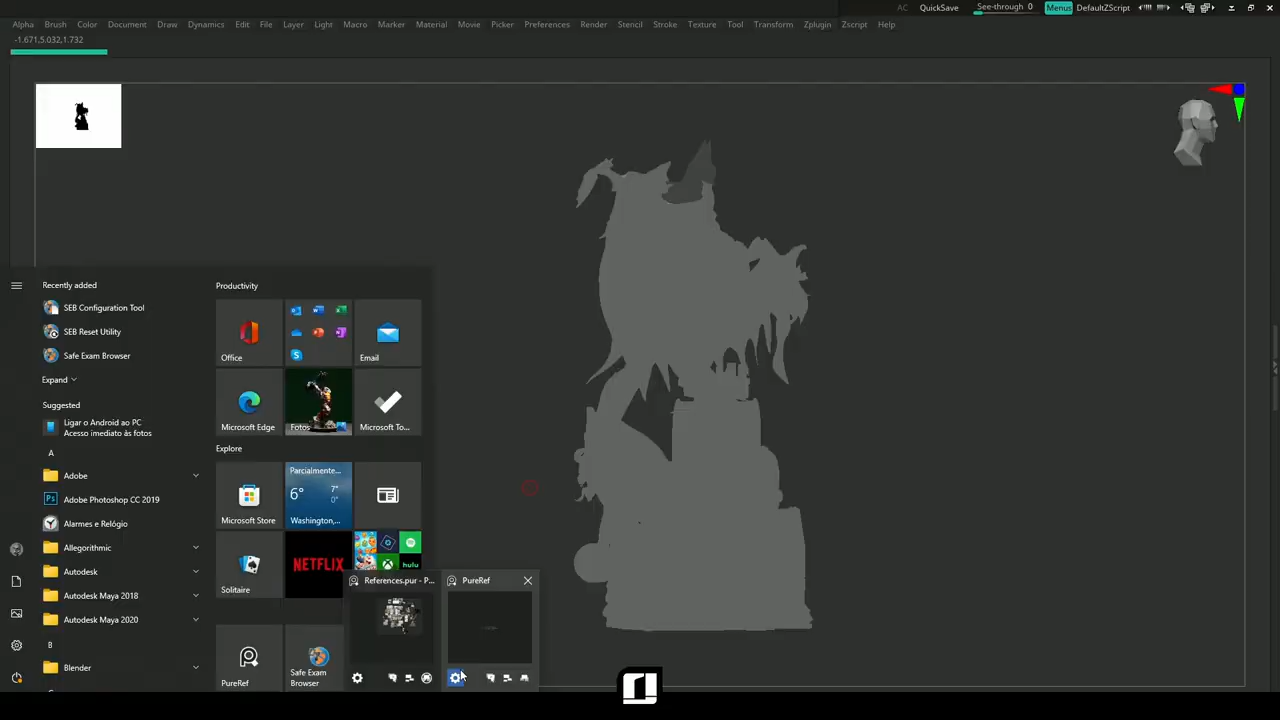 AC QuickSave See-through 0 Menus DefaultZScript
Alpha Brush Color Document Draw Dynamics Edit File Layer Light Macro Marker Material Movie Picker Preferences Render Stencil Stroke Texture Tool Transform Zplugin Zscript Help
-1.671,5.032,1.732
Recently added
SEB Configuration Tool
SEB Reset Utility
Safe Exam Browser
Expand
Suggested
Ligar o Android ao PC
Acesso imediato às fotos
A
Adobe
Adobe Photoshop CC 2019
Alarmes e Relógio
Allegorithmic
Autodesk
Autodesk Maya 2018
Autodesk Maya 2020
B
Blender
Productivity
Office
Email
Microsoft Edge
Fotos
Microsoft To...
Explore
Microsoft Store
Parcialmente...
6°
7°
0°
Washington,...
Solitaire
NETFLIX
hulu
PureRef
Safe Exam
Browser
References.pur - P...
PureRef